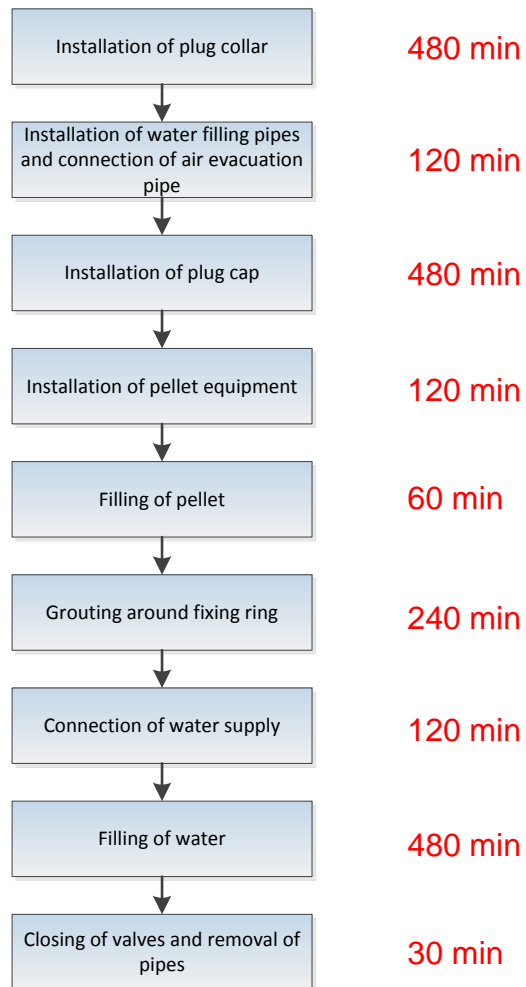 Installation of plug collar
480 min
Installation of water filling pipes
and connection of air evacuation
pipe
120 min
Installation of plug cap
480 min
Installation of pellet equipment
120 min
Filling of pellet
60 min
Grouting around fixing ring
240 min
Connection of water supply
120 min
Filling of water
480 min
Closing of valves and removal of
pipes
30 min